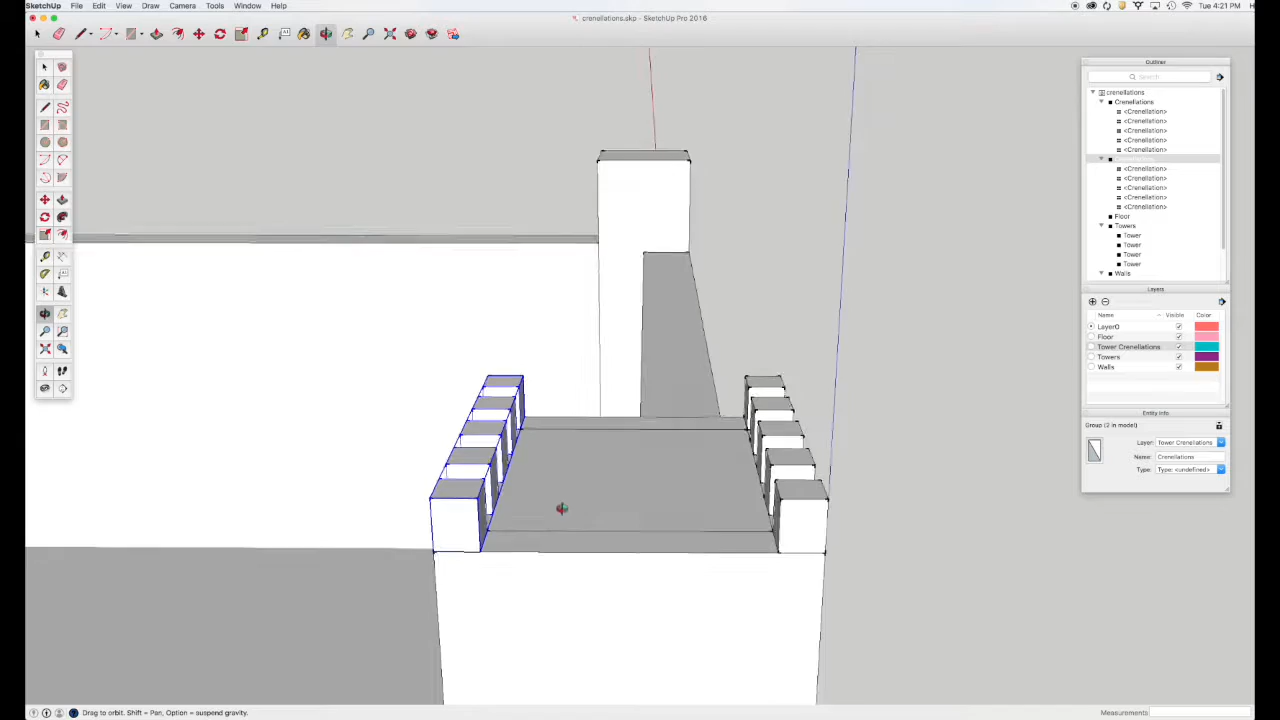 SketchUp File Edit View Draw Camera Tools Window Help
Tue 4:21 PM H
crenellations.skp - SketchUp Pro 2016
Outliner
Search
crenellations
Crenellations
<Crenellation>
<Crenellation>
<Crenellation>
<Crenellation>
<Crenellation>
<Crenellation>
<Crenellation>
<Crenellation>
<Crenellation>
<Crenellation>
Floor
Towers
Tower
Tower
Tower
Tower
Walls
Layers
Name Visible Color
Layer0
Floor
Tower Crenellations
Towers
Walls
Entity Info
Group (2 in model)
Layer: Tower Crenellations
Name: Crenellations
Type: Type: <undefined>
Drag to orbit. Shift = Pan, Option = suspend gravity.
Measurements